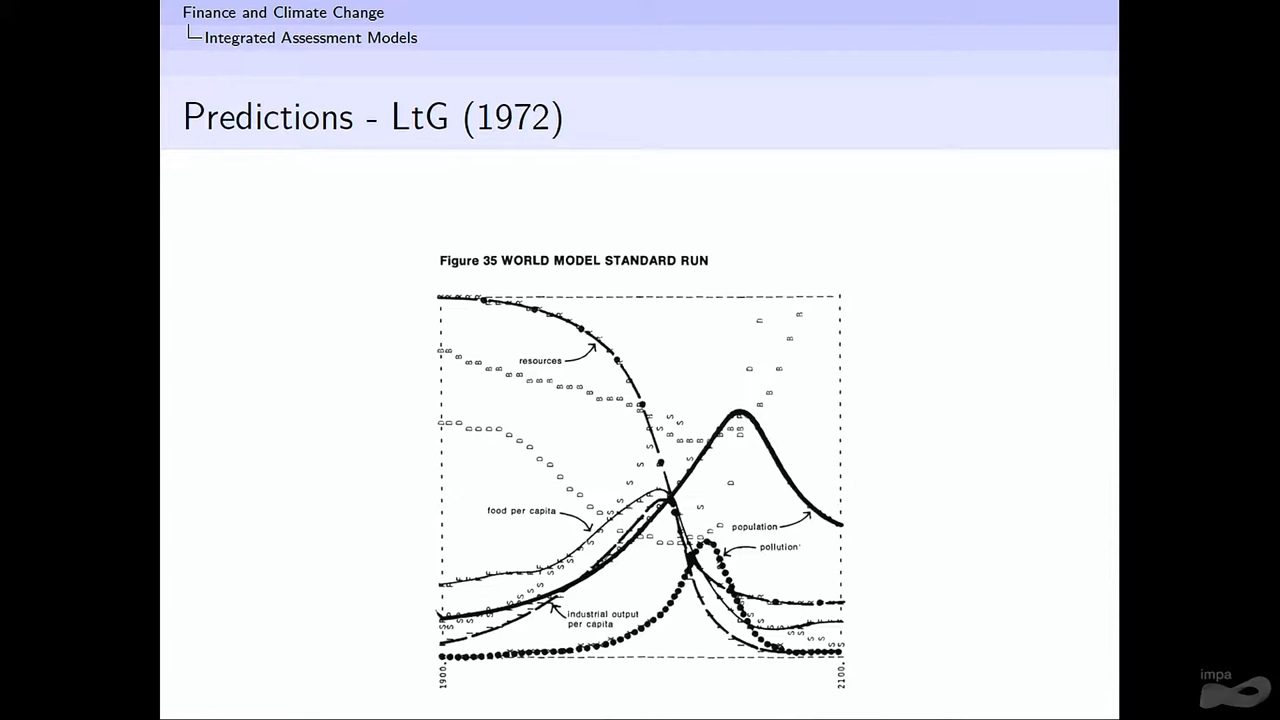 Finance and Climate Change
Integrated Assessment Models
Predictions - LtG (1972)
Figure 35 WORLD MODEL STANDARD RUN
resources
food per capita
population
pollution
industrial output
per capita
1900.
2100.
impa